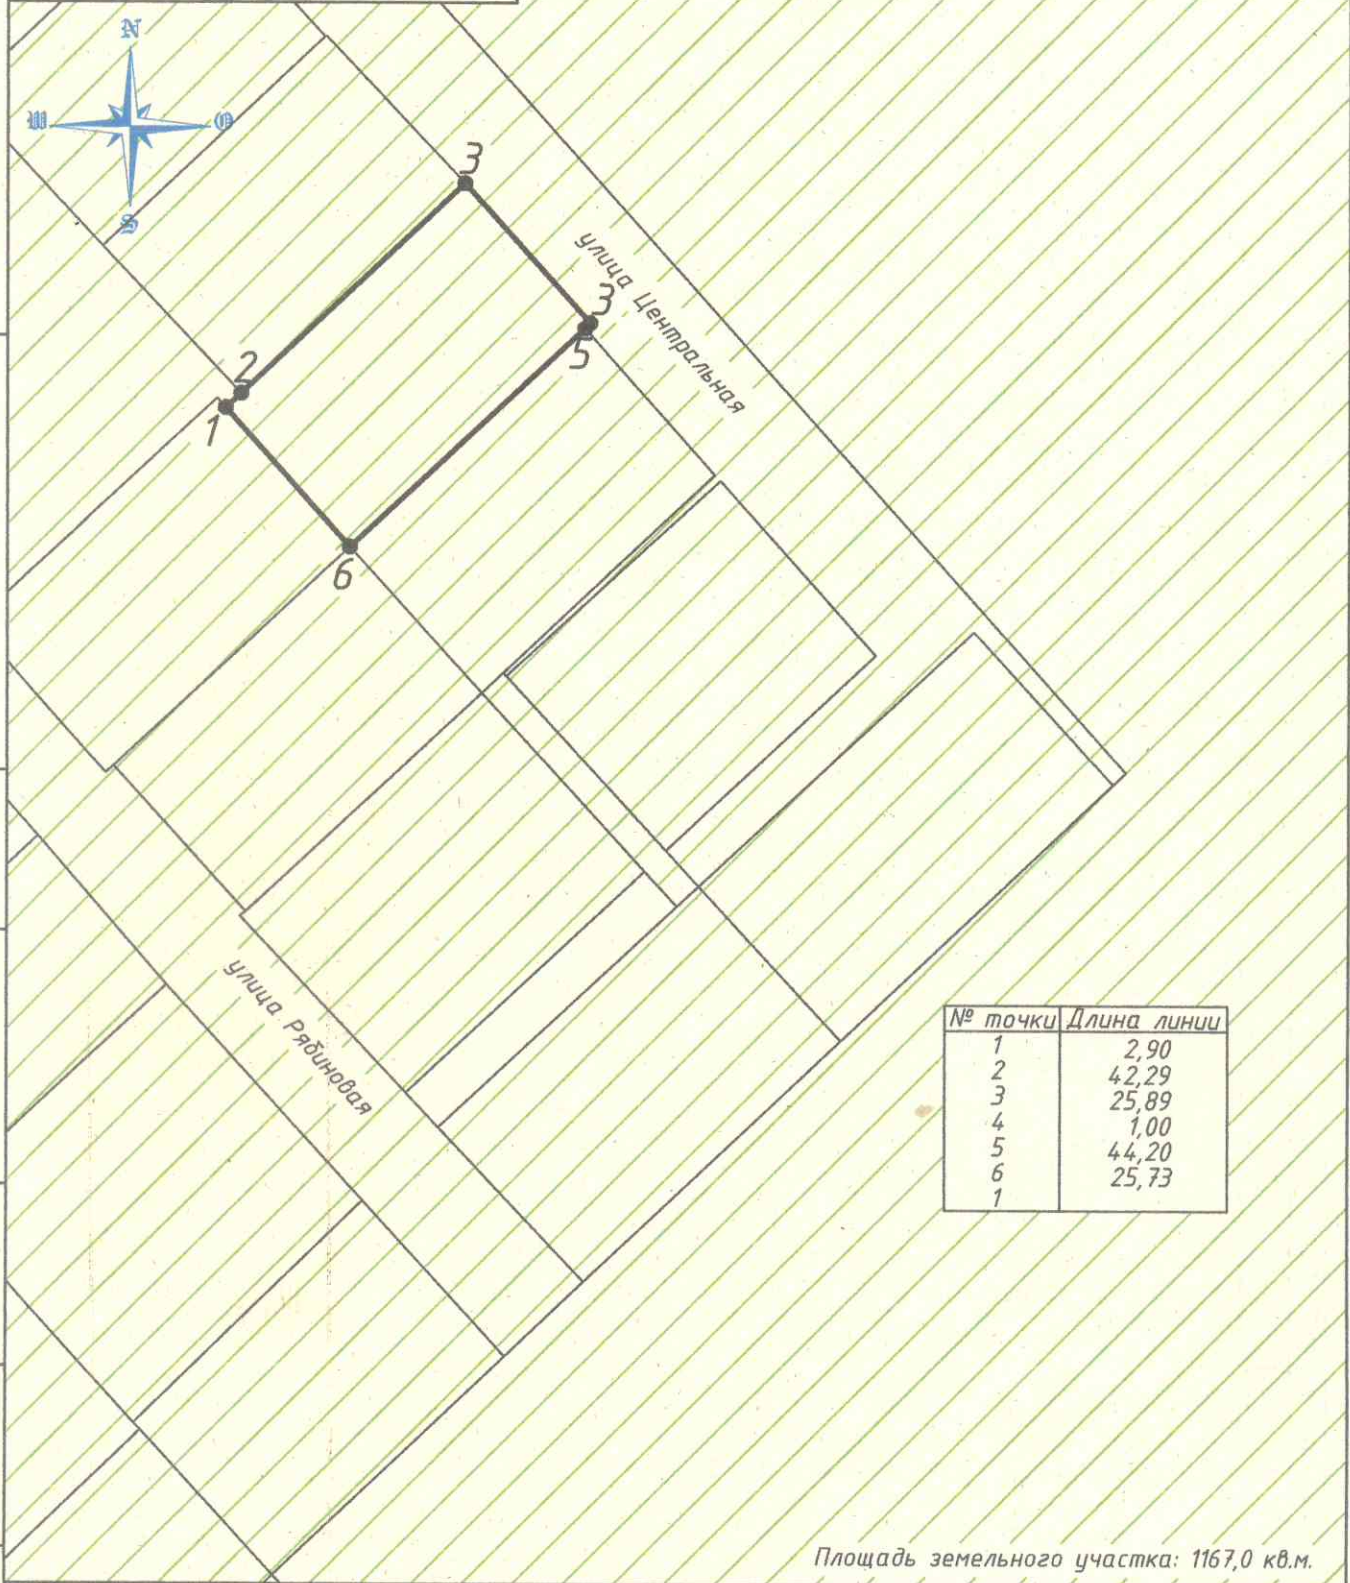 N
W
O
S
3
улица Центральная
3
5
2
1
6
улица Рябиновая
№ точки Длина линии
1 2,90
2 42,29
3 25,89
4 1,00
5 44,20
6 25,73
1
Площадь земельного участка: 1167,0 кв.м.